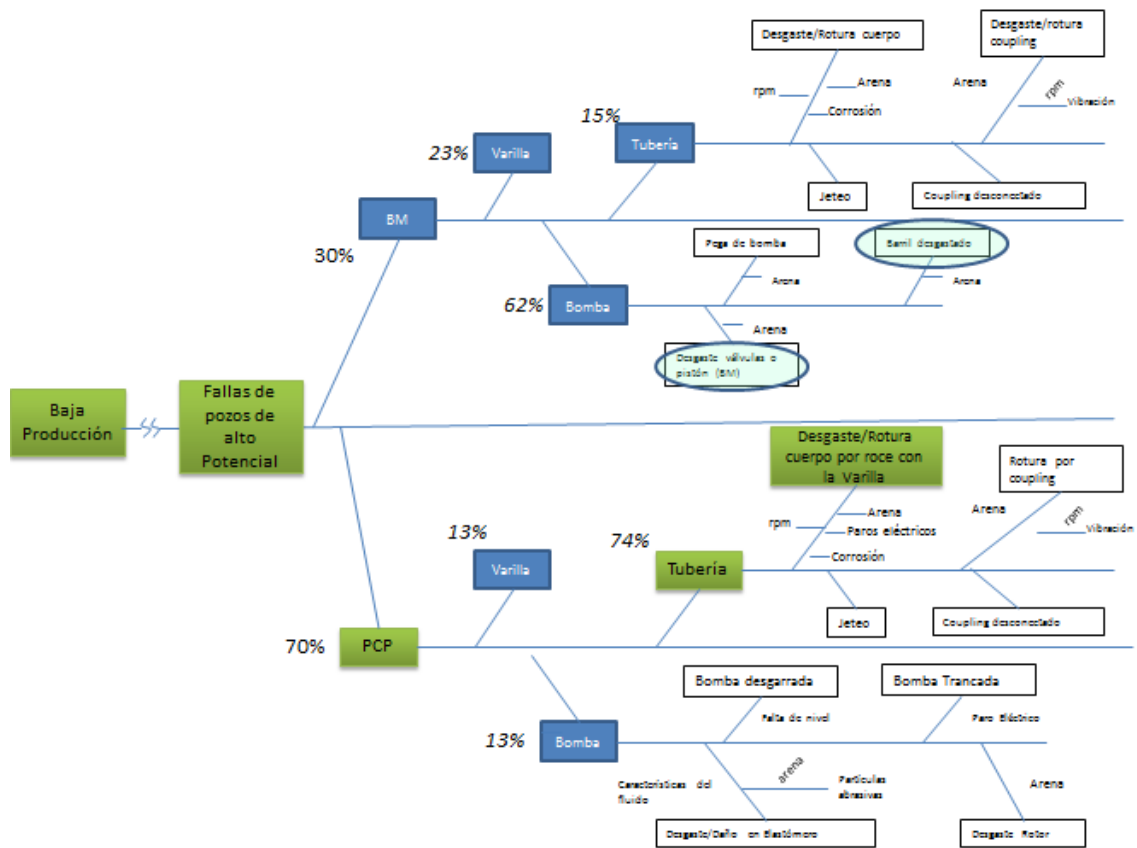 Desgaste/Rotura cuerpo
Desgaste/rotura
coupling
rpm
Arena
Corrosión
Arena
rpm
Vibración
15%
Tubería
23%
Varilla
Jeteo
Coupling desconectado
BM
30%
Pega de bomba
Barril desgastado
Arena
Arena
62%
Bomba
Arena
Desgaste válvulas o
pistón (BM)
Baja
Producción
Fallas de
pozos de
alto
Potencial
Desgaste/Rotura
cuerpo por roce con
la Varilla
Rotura por
coupling
rpm
Arena
Paros eléctricos
Corrosión
Arena
rpm
Vibración
13%
Varilla
74%
Tubería
Jeteo
Coupling desconectado
70%
PCP
Bomba desgarrada
Bomba Trancada
Falta de nivel
Paro Eléctrico
13%
Bomba
Características del
fluido
arena
Partículas
abrasivas
Arena
Desgaste/Daño en Elastómero
Desgaste Rotor